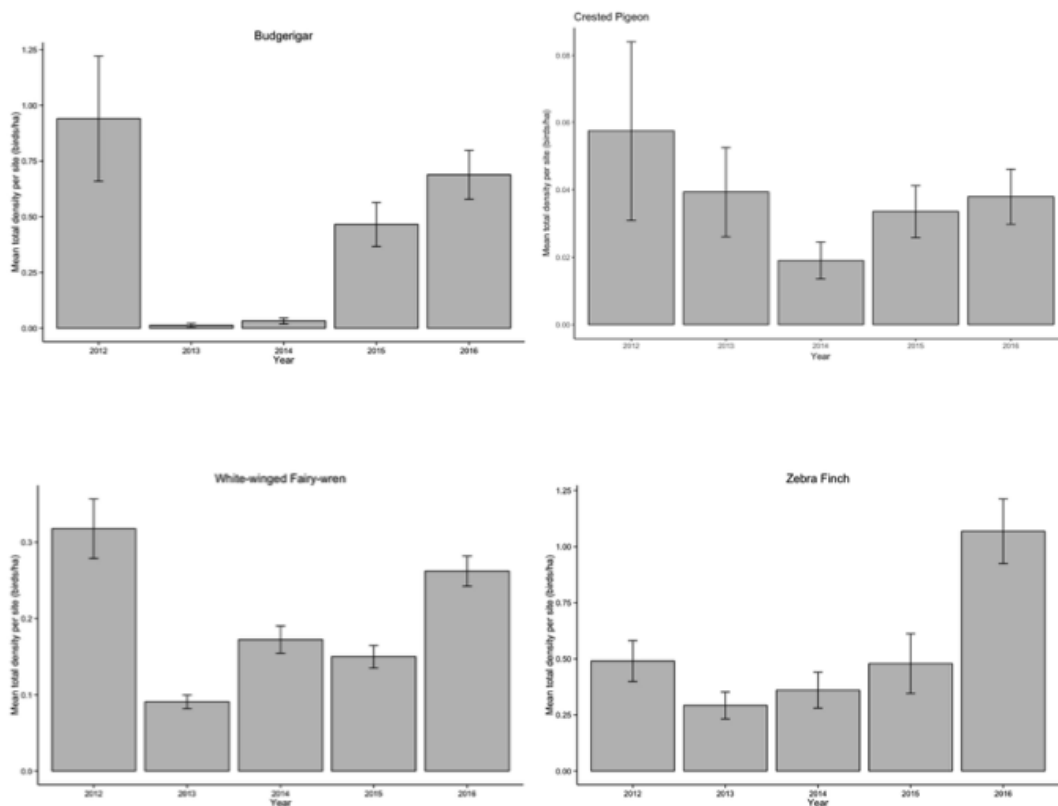 Budgerigar
Mean total density per site (birds/ha)
1.25
1.00
0.75
0.50
0.25
0.00
2012 2013 2014 2015 2016
Year
Crested Pigeon
Mean total density per site (birds/ha)
0.08
0.06
0.04
0.02
0.00
2012 2013 2014 2015 2016
Year
White-winged Fairy-wren
Mean total density per site (birds/ha)
0.3
0.2
0.1
0.0
2012 2013 2014 2015 2016
Year
Zebra Finch
Mean total density per site (birds/ha)
1.25
1.00
0.75
0.50
0.25
0.00
2012 2013 2014 2015 2016
Year